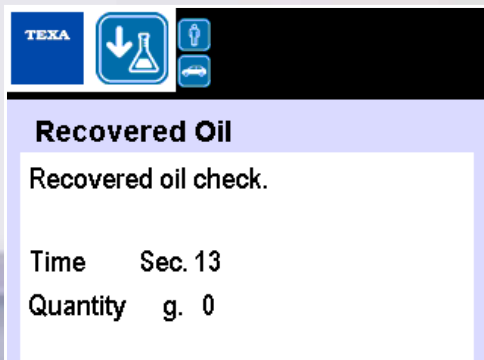 TEXA
Recovered Oil
Recovered oil check.
Time Sec. 13
Quantity g. 0